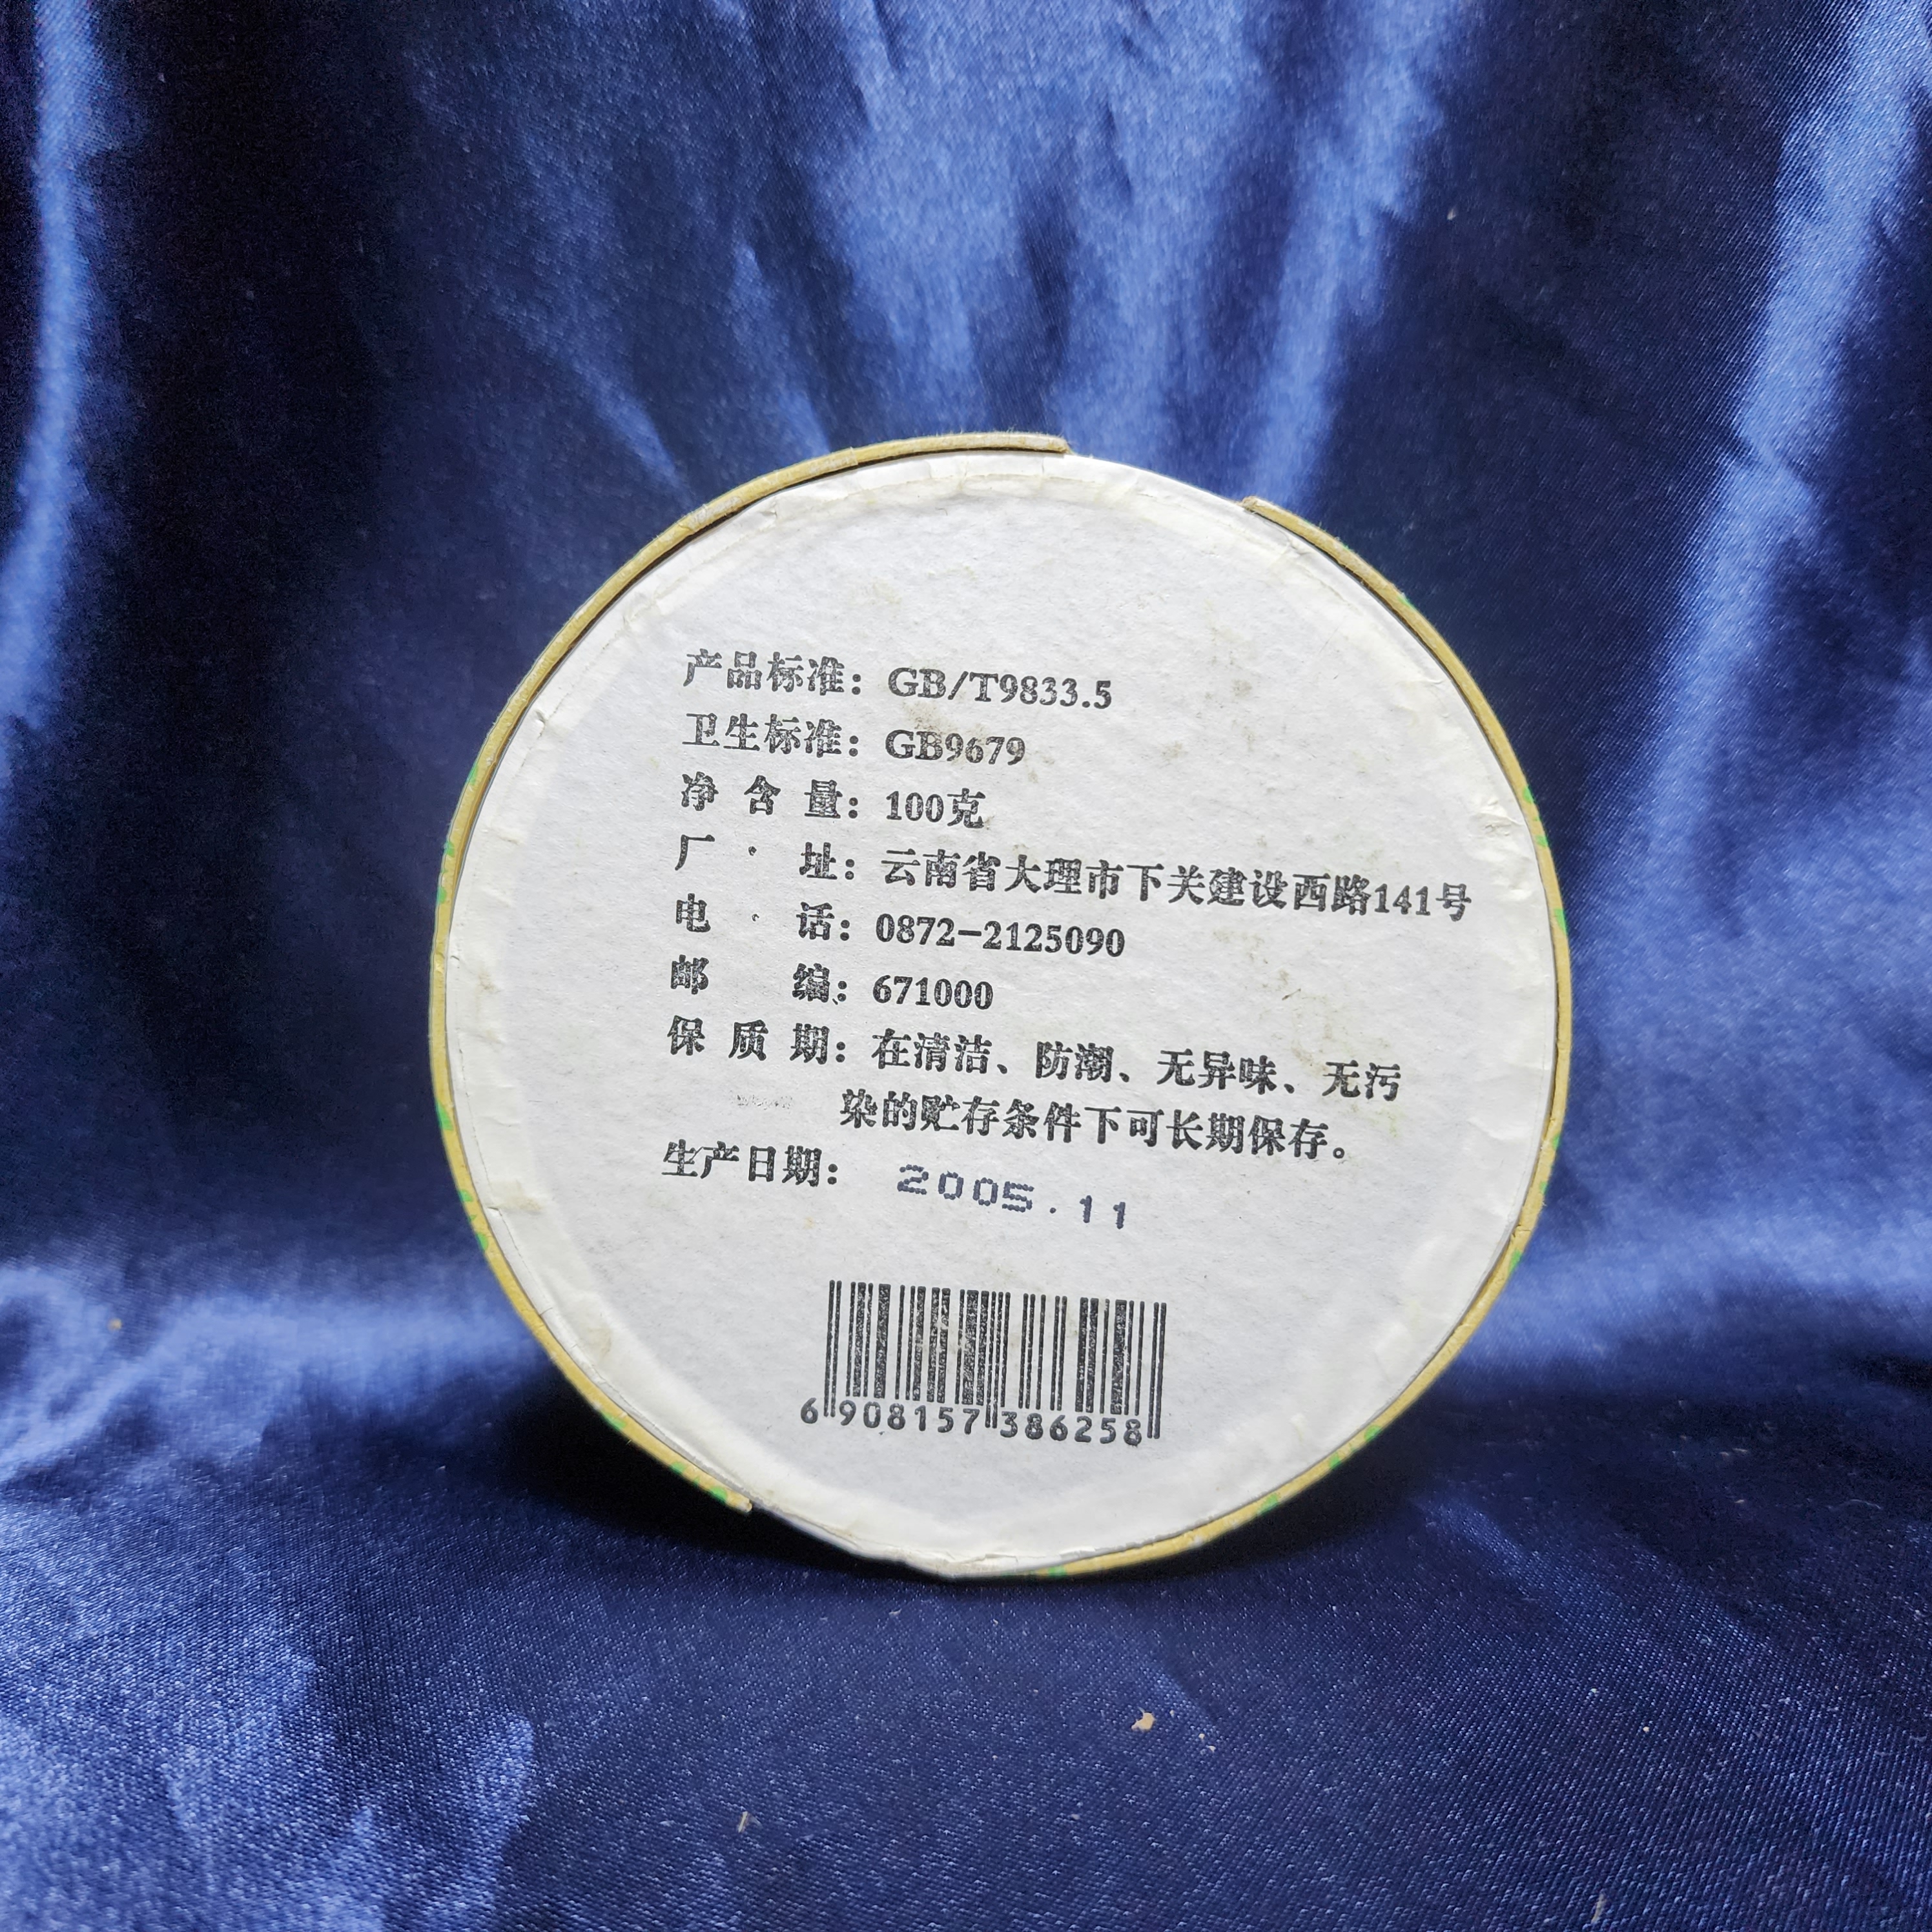 产品标准：GB/T9833.5
卫生标准：GB9679
净 含 量：100克
厂 址：云南省大理市下关建设西路141号
电 话：0872-2125090
邮 编：671000
保 质 期：在清洁、防潮、无异味、无污
染的贮存条件下可长期保存。
生产日期：2005.11
6 908157 386258